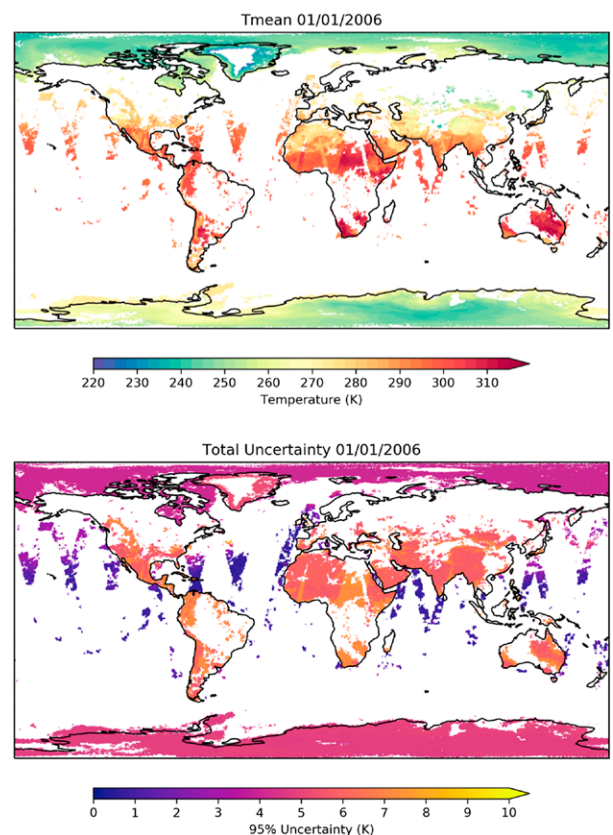 Tmean 01/01/2006
220 230 240 250 260 270 280 290 300 310
Temperature (K)
Total Uncertainty 01/01/2006
0 1 2 3 4 5 6 7 8 9 10
95% Uncertainty (K)